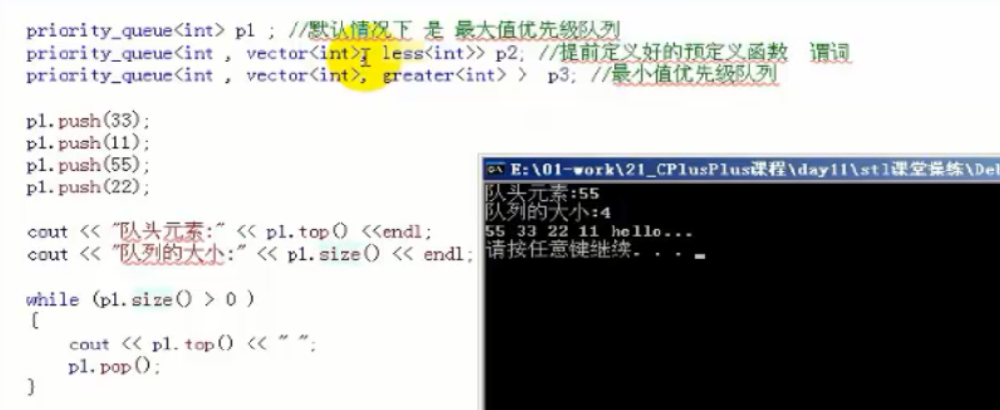 priority_queue<int> p1 ; //默认情况下 是 最大值优先级队列
priority_queue<int , vector<int>, less<int>> p2; //提前定义好的预定义函数 谓词
priority_queue<int , vector<int>, greater<int> > p3; //最小值优先级队列
p1.push(33);
p1.push(11);
p1.push(55);
p1.push(22);
cout << "队头元素:" << p1.top() <<endl;
cout << "队列的大小:" << p1.size() << endl;
while (p1.size() > 0 )
{
cout << p1.top() << " ";
p1.pop();
}
E:\01-work\21_CPlusPlus课程\day11\stl课堂操练\Del
队头元素:55
队列的大小:4
55 33 22 11 hello...
请按任意键继续. . .